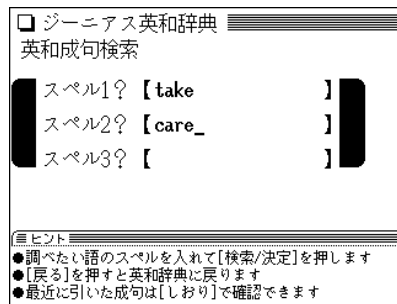 ジーニアス英和辞典
英和成句検索
スペル1? 【take 】
スペル2? 【care_ 】
スペル3? 【 】
ヒント
●調べたい語のスペルを入れて[検索/決定]を押します
●[戻る]を押すと英和辞典に戻ります
●最近に引いた成句は[しおり]で確認できます